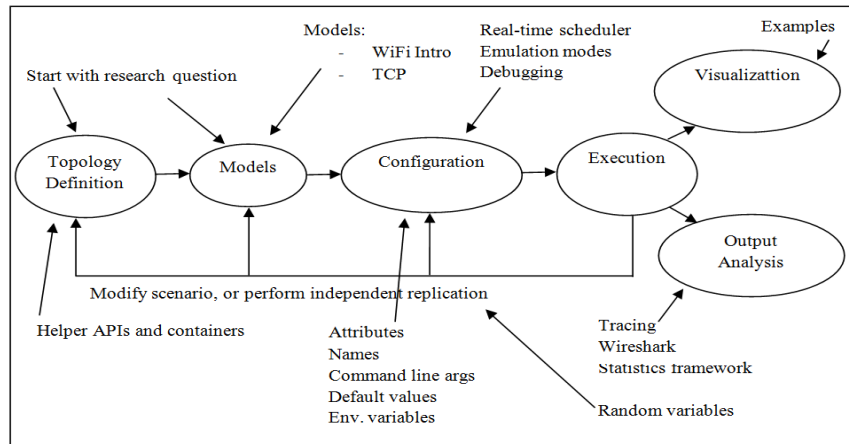 Examples
Models:
- WiFi Intro
- TCP
Real-time scheduler
Emulation modes
Debugging
Start with research question
Visualizattion
Topology
Definition
Models
Configuration
Execution
Output
Analysis
Modify scenario, or perform independent replication
Helper APIs and containers
Attributes
Names
Command line args
Default values
Env. variables
Tracing
Wireshark
Statistics framework
Random variables